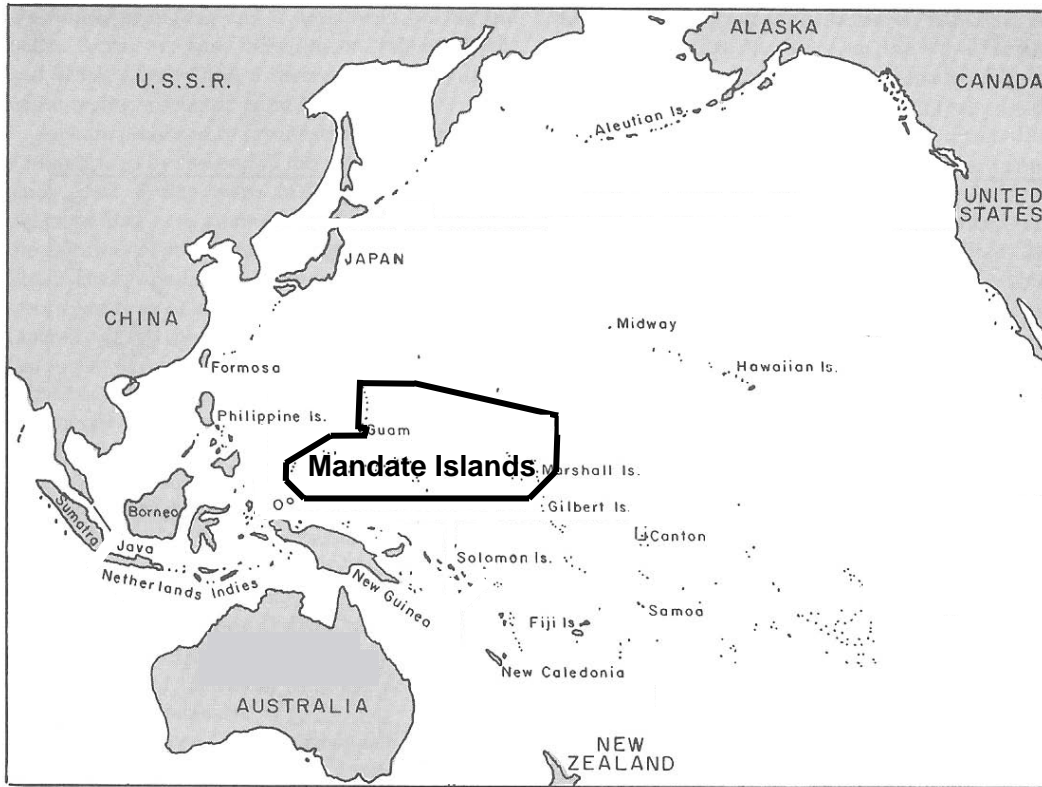 ALASKA
U.S.S.R.
CANADA
Aleutian Is.
UNITED
STATES
JAPAN
CHINA
Midway
Formosa
Hawaiian Is.
Philippine Is.
Guam
Mandate Islands
Marshall Is.
Gilbert Is.
Sumatra
Borneo
Canton
Java
Solomon Is.
Netherlands Indies
New Guinea
Samoa
Fiji Is
New Caledonia
AUSTRALIA
NEW
ZEALAND